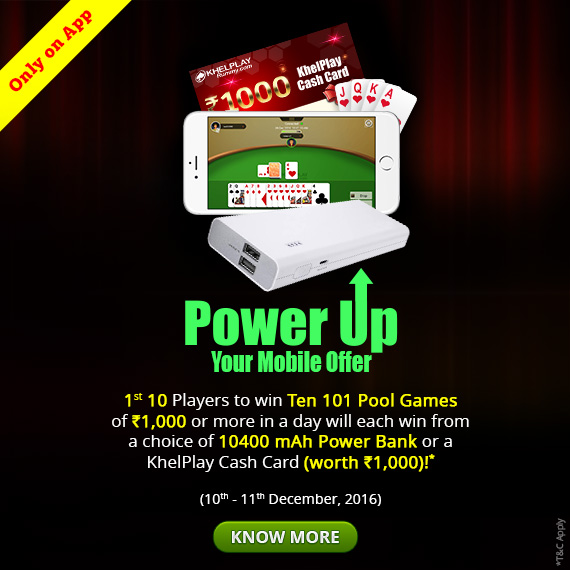 Only on App
KHELPLAY
Rummy.com
KhelPlay
Cash Card
₹1000*
J Q K A
Power Up
Your Mobile Offer
1st 10 Players to win Ten 101 Pool Games
of ₹1,000 or more in a day will each win from
a choice of 10400 mAh Power Bank or a
KhelPlay Cash Card (worth ₹1,000)!*
(10th - 11th December, 2016)
KNOW MORE
*T&C Apply